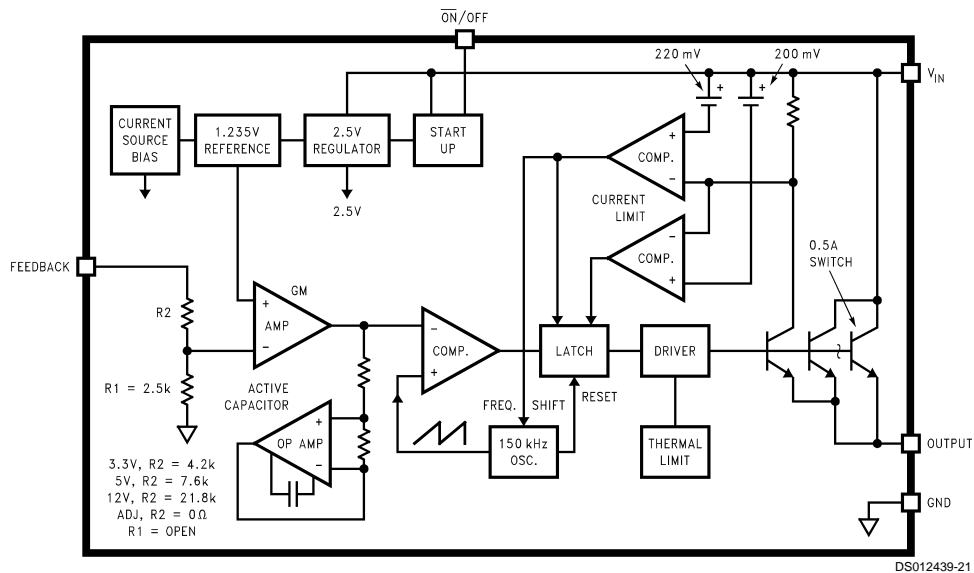 ON/OFF
220 mV
200 mV
+
+
VIN
CURRENT
SOURCE
BIAS
1.235V
REFERENCE
2.5V
REGULATOR
START
UP
2.5V
+
COMP.
-
CURRENT
LIMIT
-
COMP.
+
0.5A
SWITCH
FEEDBACK
R2
R1 = 2.5k
GM
+
AMP
-
-
COMP.
+
LATCH
DRIVER
RESET
FREQ. SHIFT
150 kHz
OSC.
THERMAL
LIMIT
ACTIVE
CAPACITOR
+
OP AMP
-
OUTPUT
GND
3.3V, R2 = 4.2k
5V, R2 = 7.6k
12V, R2 = 21.8k
ADJ, R2 = 0Ω
R1 = OPEN
DS012439-21